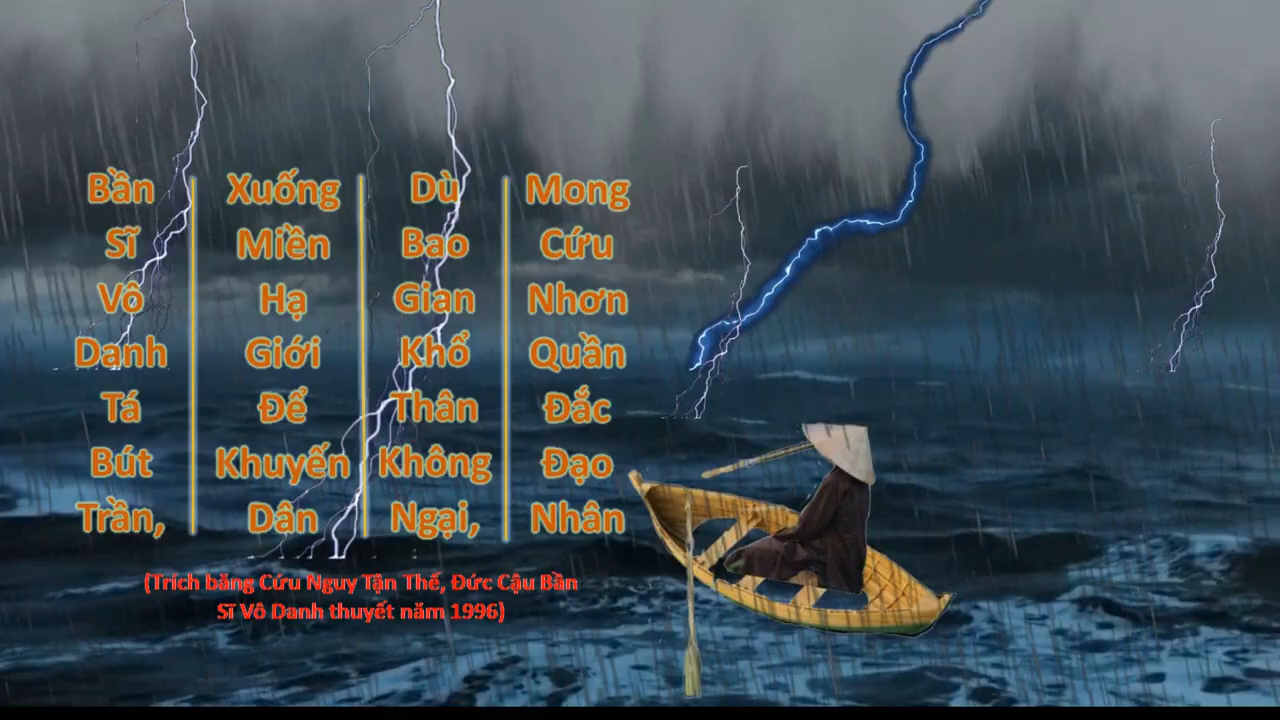 Bần Sĩ Vô Danh Tá Bút Trần,
Xuống Miền Hạ Giới Để Khuyến Dân
Dù Bao Gian Khổ Thân Không Ngại,
Mong Cứu Nhơn Quần Đắc Đạo Nhân
(Trích băng Cứu Nguy Tận Thế, Đức Cậu Bần
Sĩ Vô Danh thuyết năm 1996)